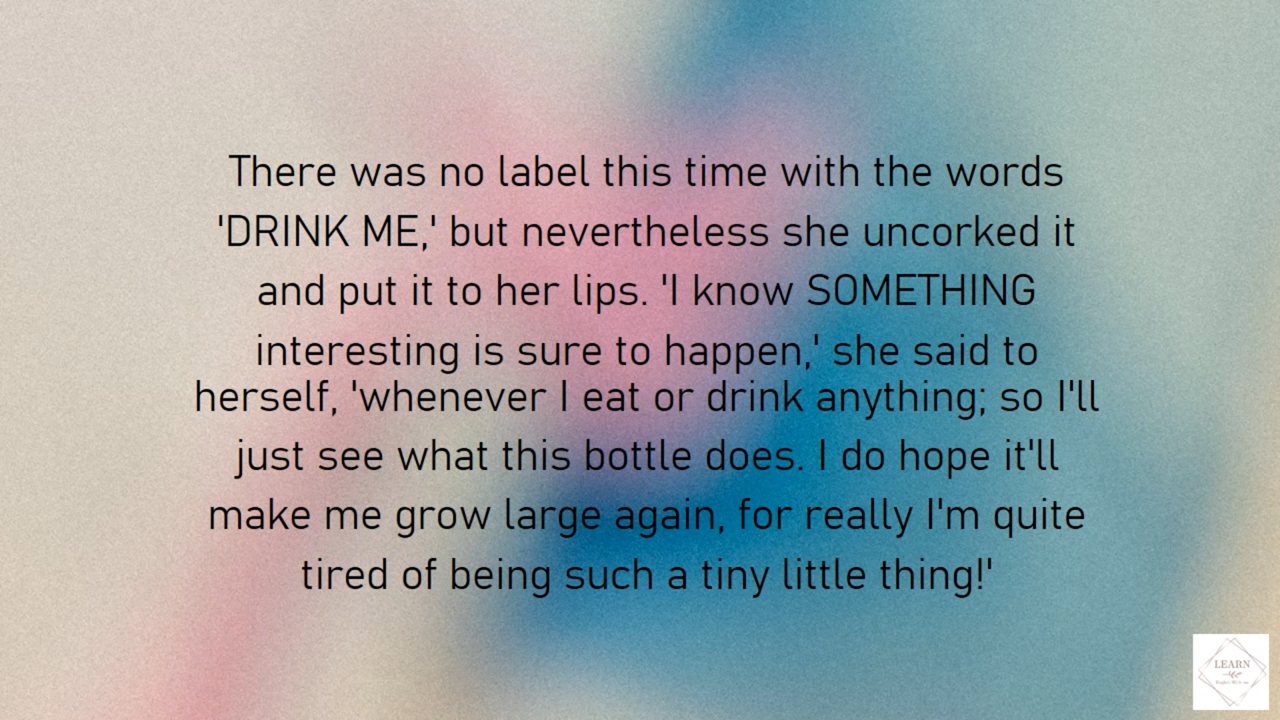 There was no label this time with the words
'DRINK ME,' but nevertheless she uncorked it
and put it to her lips. 'I know SOMETHING
interesting is sure to happen,' she said to
herself, 'whenever I eat or drink anything; so I'll
just see what this bottle does. I do hope it'll
make me grow large again, for really I'm quite
tired of being such a tiny little thing!'
LEARN